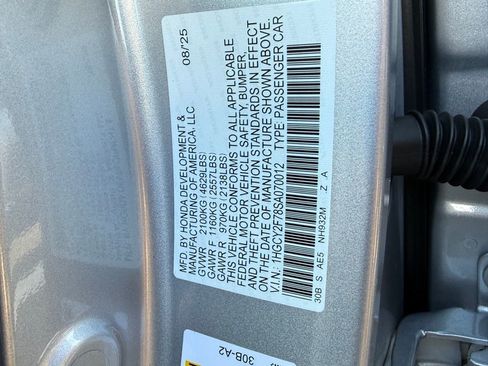 08/'25
MFD. BY HONDA DEVELOPMENT &
MANUFACTURING OF AMERICA, LLC
GVWR 2100KG(4629LBS)
GAWR F 1160KG(2557LBS)
GAWR R 970KG(2138LBS)
THIS VEHICLE CONFORMS TO ALL APPLICABLE
FEDERAL MOTOR VEHICLE SAFETY, BUMPER,
AND THEFT PREVENTION STANDARDS IN EFFECT
ON THE DATE OF MANUFACTURE SHOWN ABOVE.
V.I.N.: 1HGCY2F78SA070012 TYPE: PASSENGER CAR
30B S AE5 NH932M Z A
30B-A2